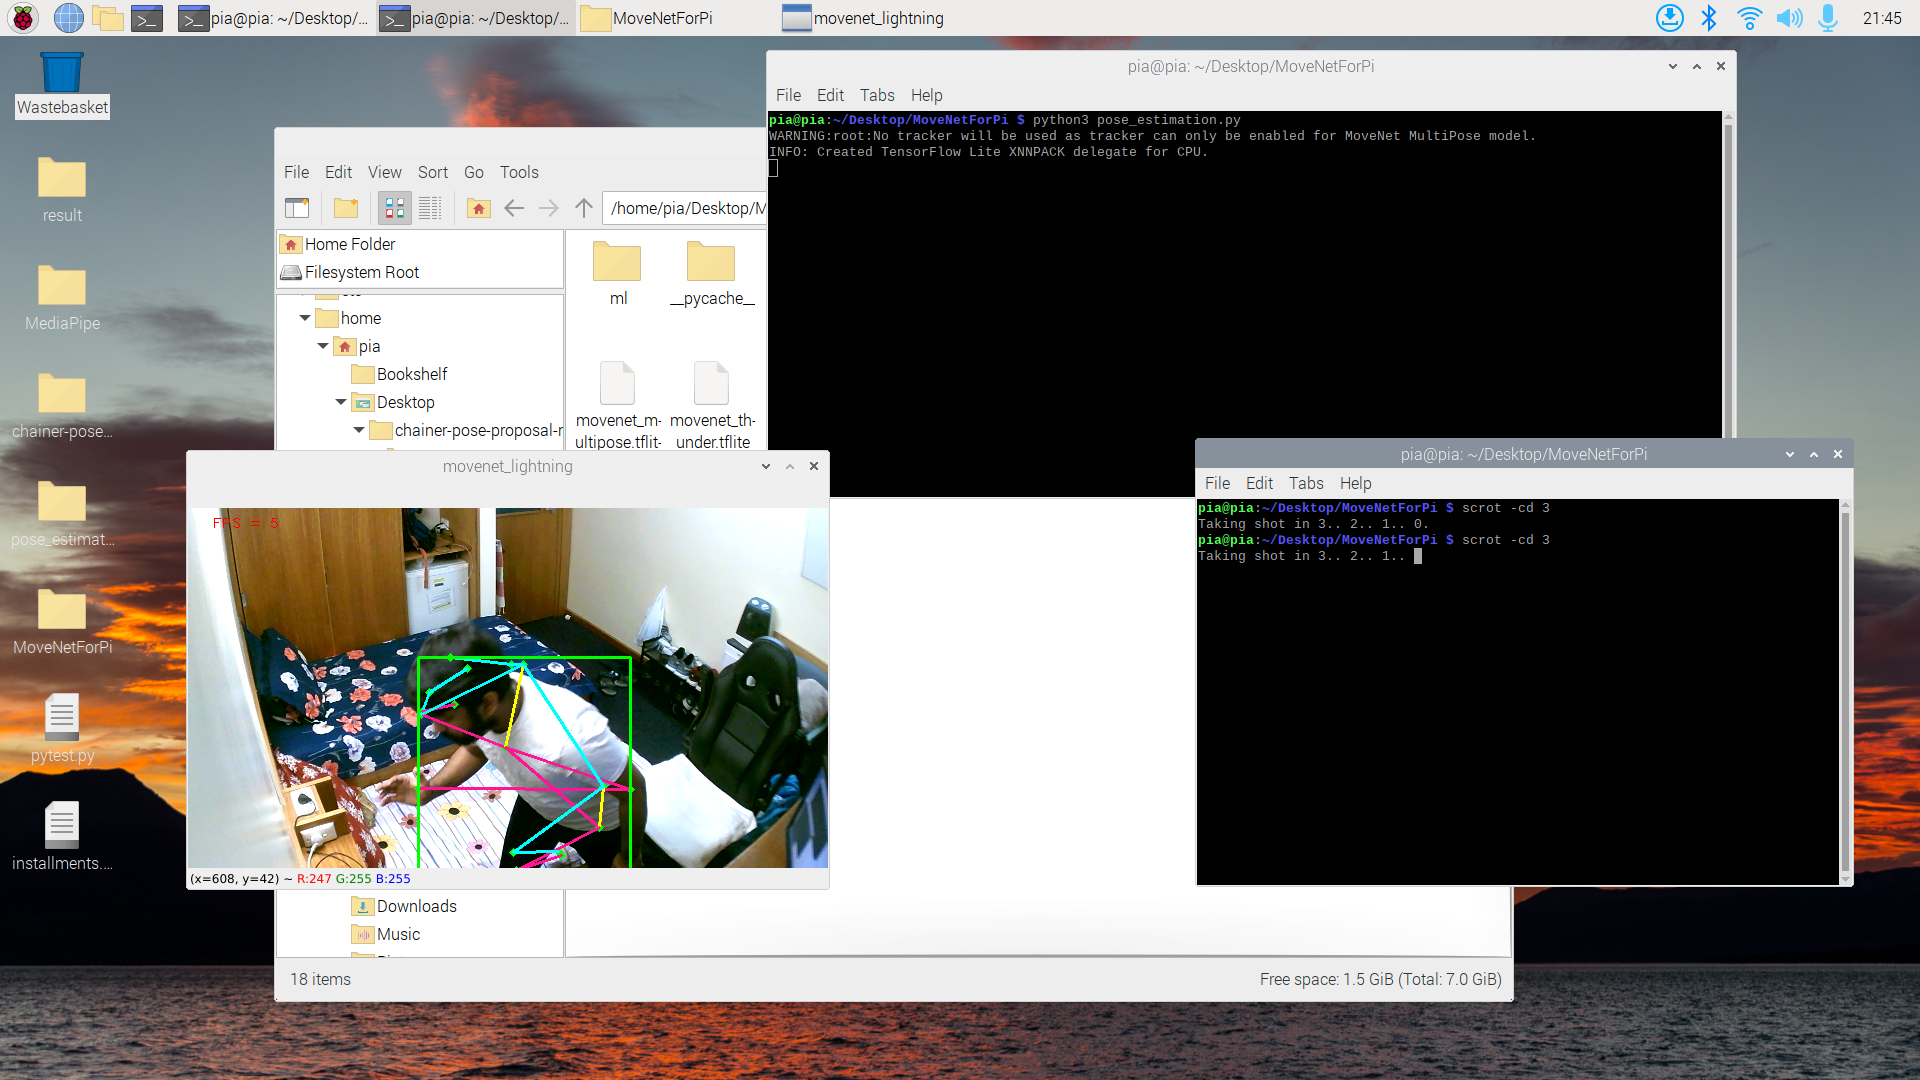 pia@pia: ~/Desktop/...
pia@pia: ~/Desktop/...
MoveNetForPi
movenet_lightning
21:45
Wastebasket
result
MediaPipe
chainer-pose...
pose_estimat...
MoveNetForPi
pytest.py
installments....
File Edit View Sort Go Tools
/home/pia/Desktop/M
Home Folder
Filesystem Root
home
pia
Bookshelf
Desktop
chainer-pose-proposal-r
Downloads
Music
ml
__pycache__
movenet_m-
ultipose.tflit-
movenet_th-
under.tflite
18 items
Free space: 1.5 GiB (Total: 7.0 GiB)
pia@pia: ~/Desktop/MoveNetForPi
File Edit Tabs Help
pia@pia:~/Desktop/MoveNetForPi $ python3 pose_estimation.py
WARNING:root:No tracker will be used as tracker can only be enabled for MoveNet MultiPose model.
INFO: Created TensorFlow Lite XNNPACK delegate for CPU.
movenet_lightning
FPS = 5
(x=608, y=42) ~ R:247 G:255 B:255
pia@pia: ~/Desktop/MoveNetForPi
File Edit Tabs Help
pia@pia:~/Desktop/MoveNetForPi $ scrot -cd 3
Taking shot in 3.. 2.. 1.. 0.
pia@pia:~/Desktop/MoveNetForPi $ scrot -cd 3
Taking shot in 3.. 2.. 1..